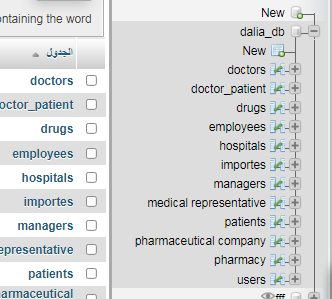 ontaining the word
الجدول
doctors
octor_patient
drugs
employees
hospitals
importes
managers
epresentative
patients
armaceutical
New
dalia_db
New
doctors
doctor_patient
drugs
employees
hospitals
importes
managers
medical representative
patients
pharmaceutical company
pharmacy
users